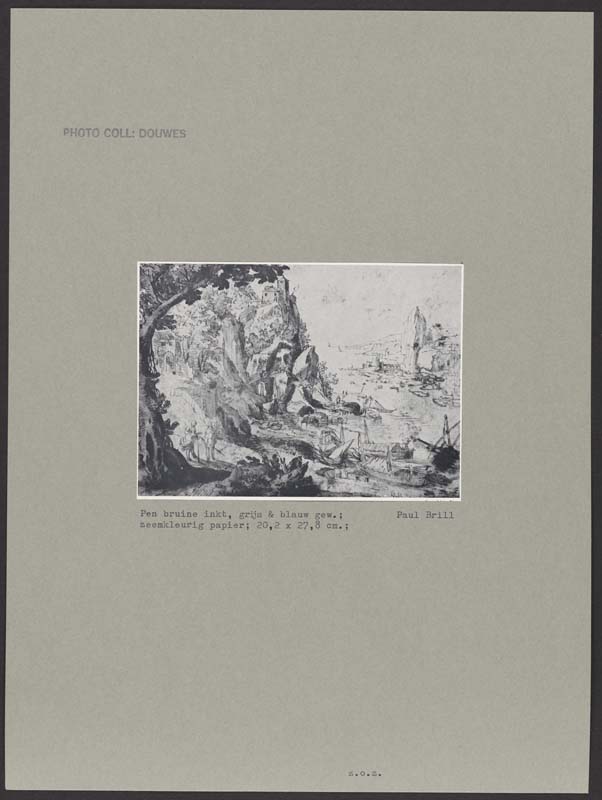 PHOTO COLL: DOUWES
Pen bruine inkt, grijs & blauw gew.; Paul Brill
zeemkleurig papier; 20,2 x 27,8 cm.;
z.o.z.